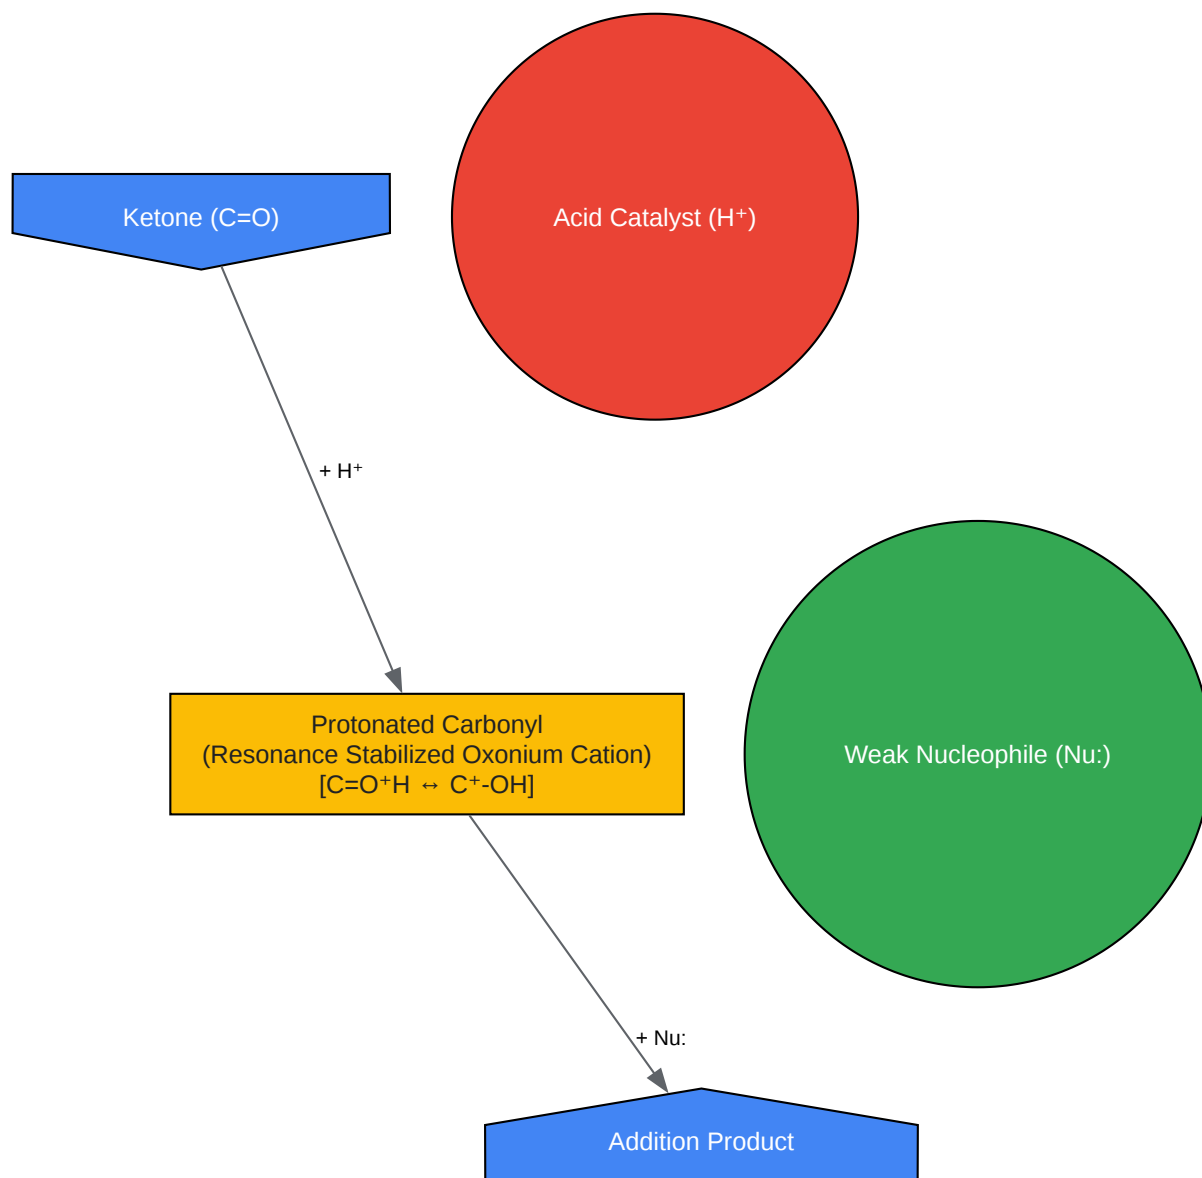 Ketone (C=O)
Acid Catalyst (H⁺)
+ H⁺
Protonated Carbonyl
(Resonance Stabilized Oxonium Cation)
[C=O⁺H ↔ C⁺-OH]
Weak Nucleophile (Nu:)
+ Nu:
Addition Product